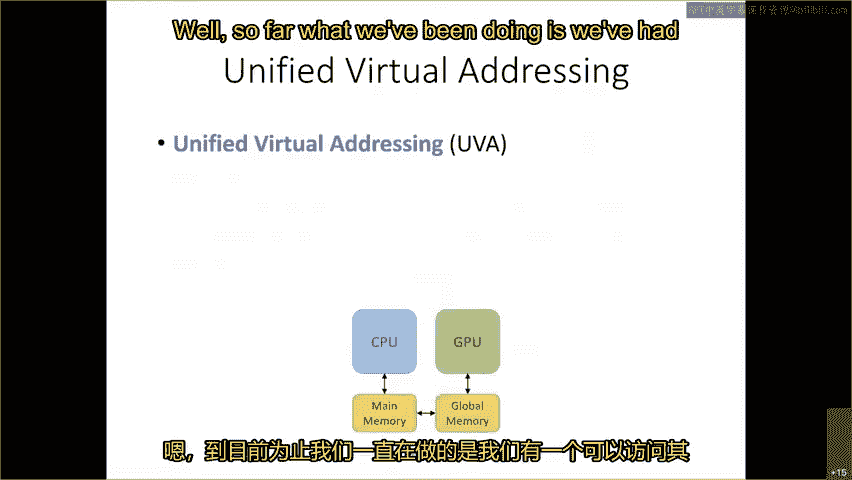 Well, so far what we've been doing is we've had
Unified Virtual Addressing
• Unified Virtual Addressing (UVA)
CPU
GPU
Main
Memory
Global
Memory
嗯，到目前为止我们一直在做的是我们有一个可以访问其
+15